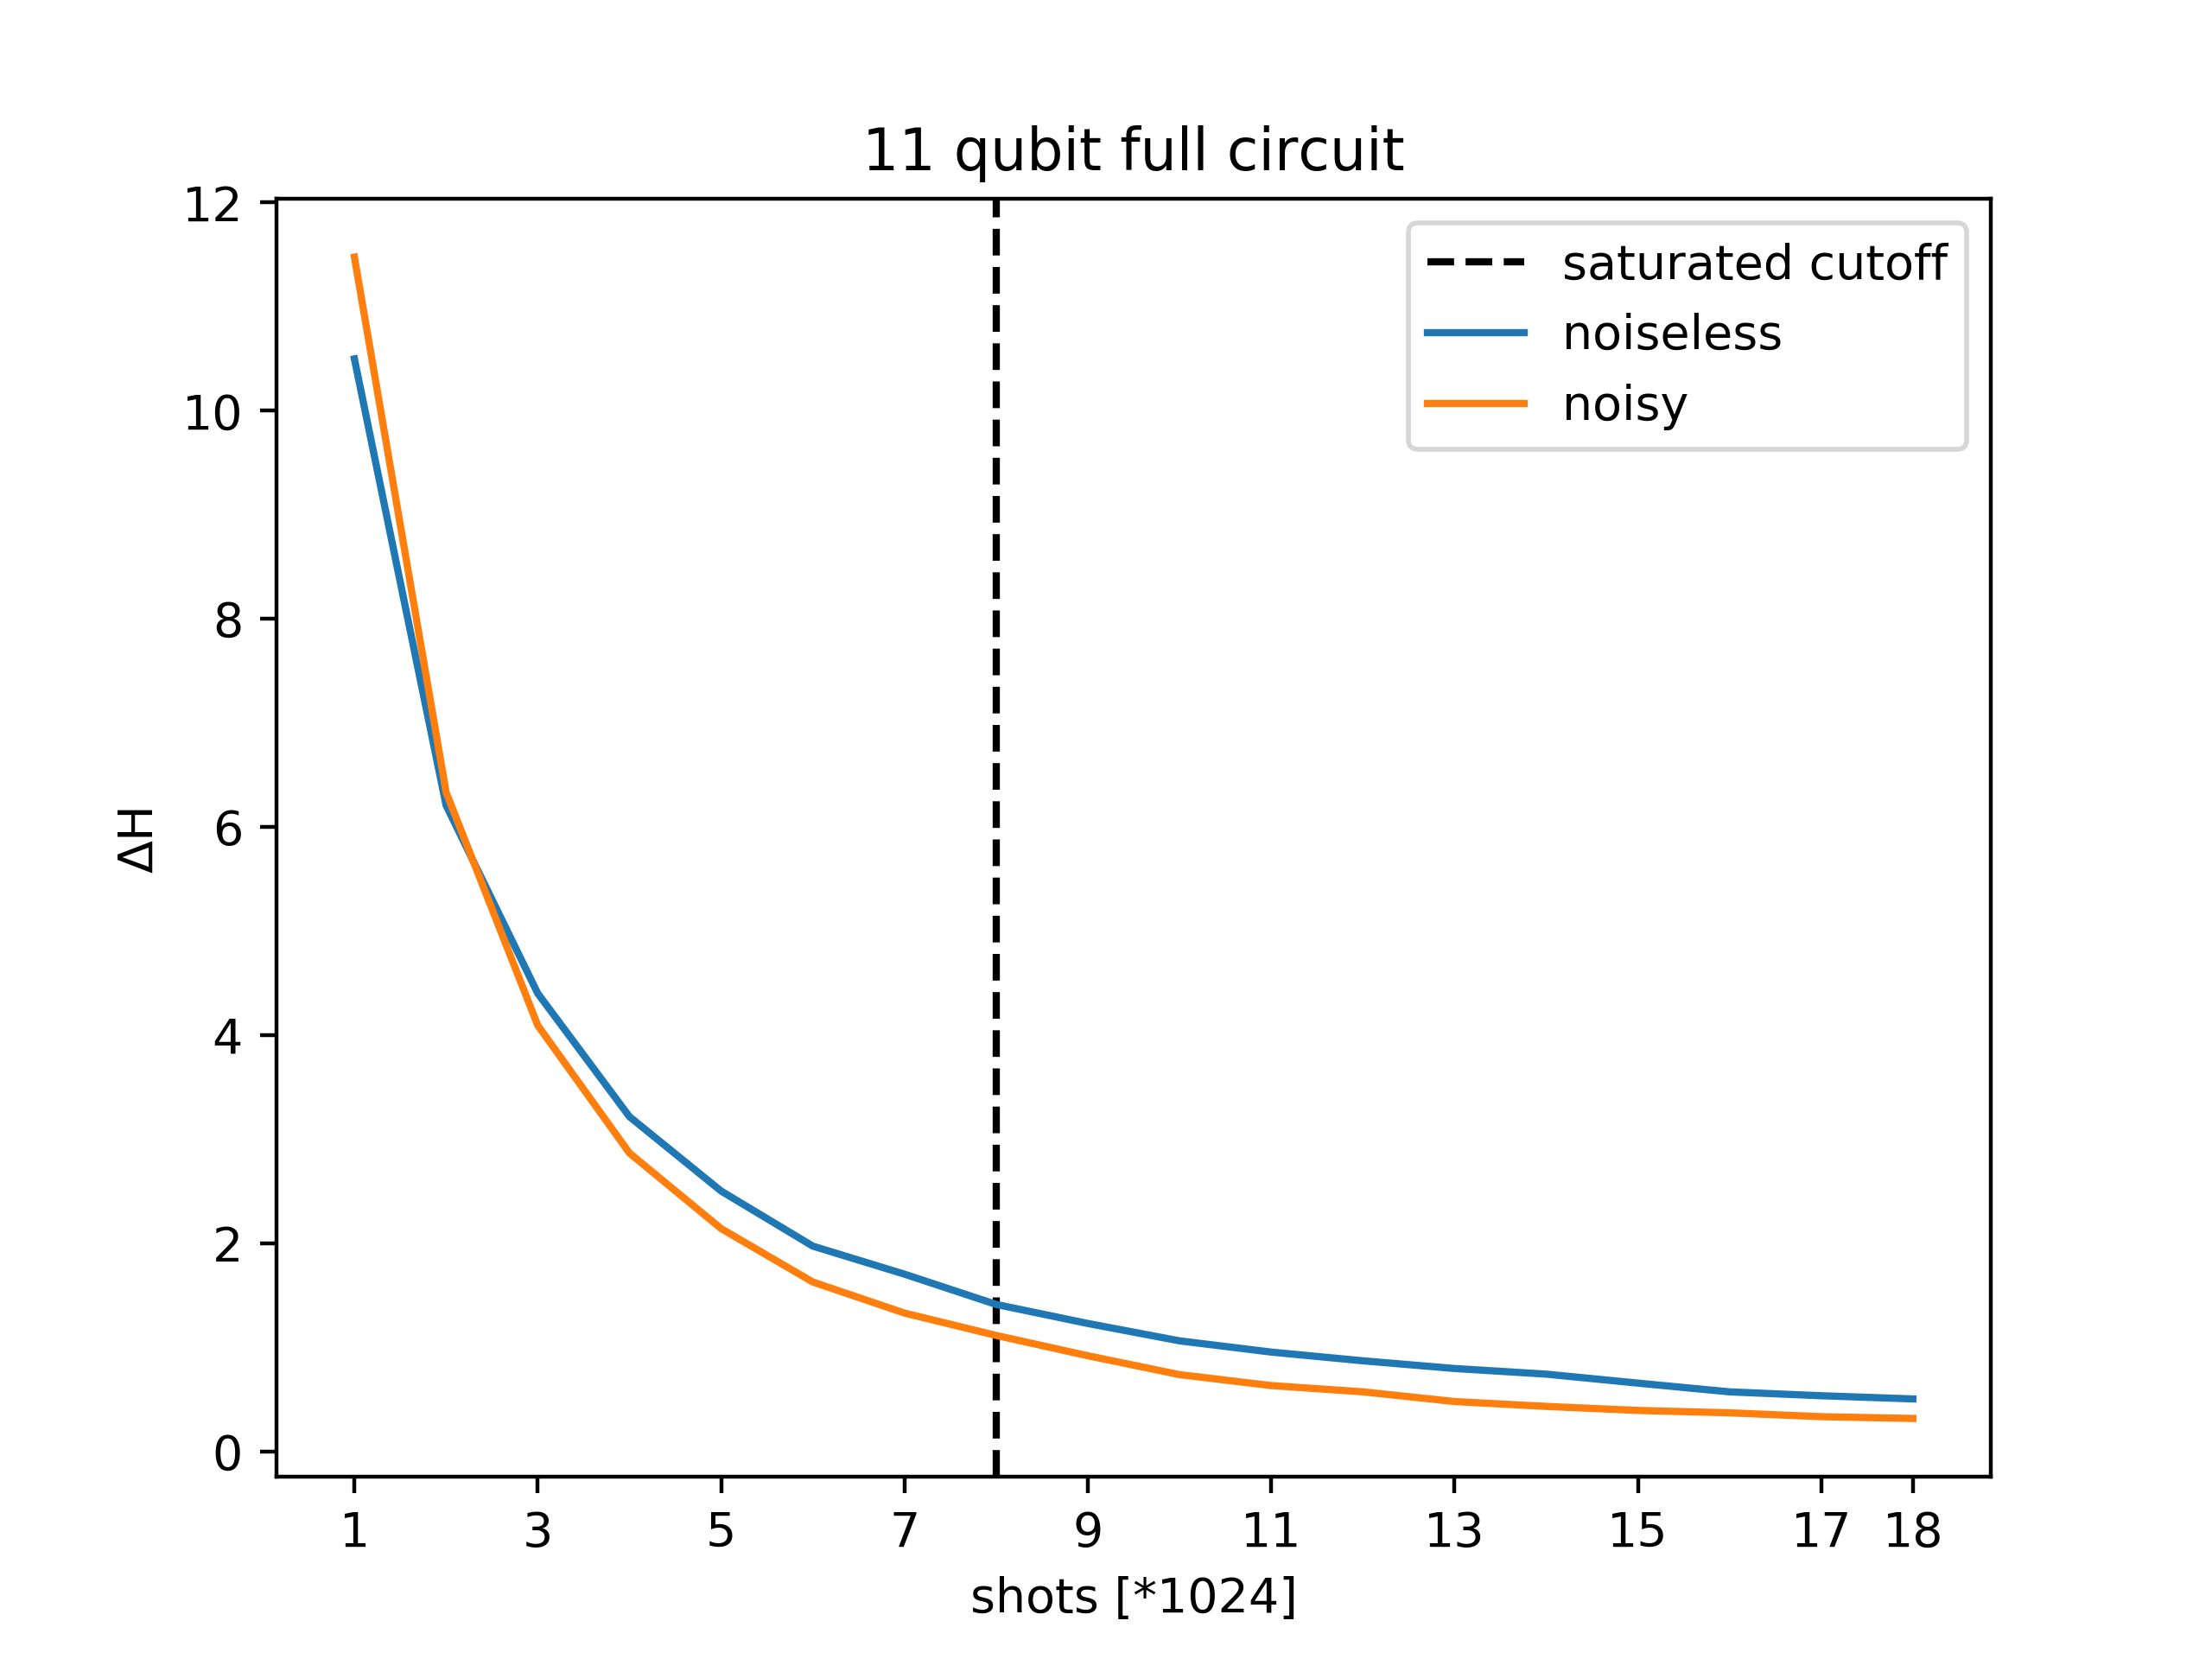 11 qubit full circuit
12
10
8
6
4
2
0
ΔH
saturated cutoff
noiseless
noisy
1 3 5 7 9 11 13 15 17 18
shots [*1024]